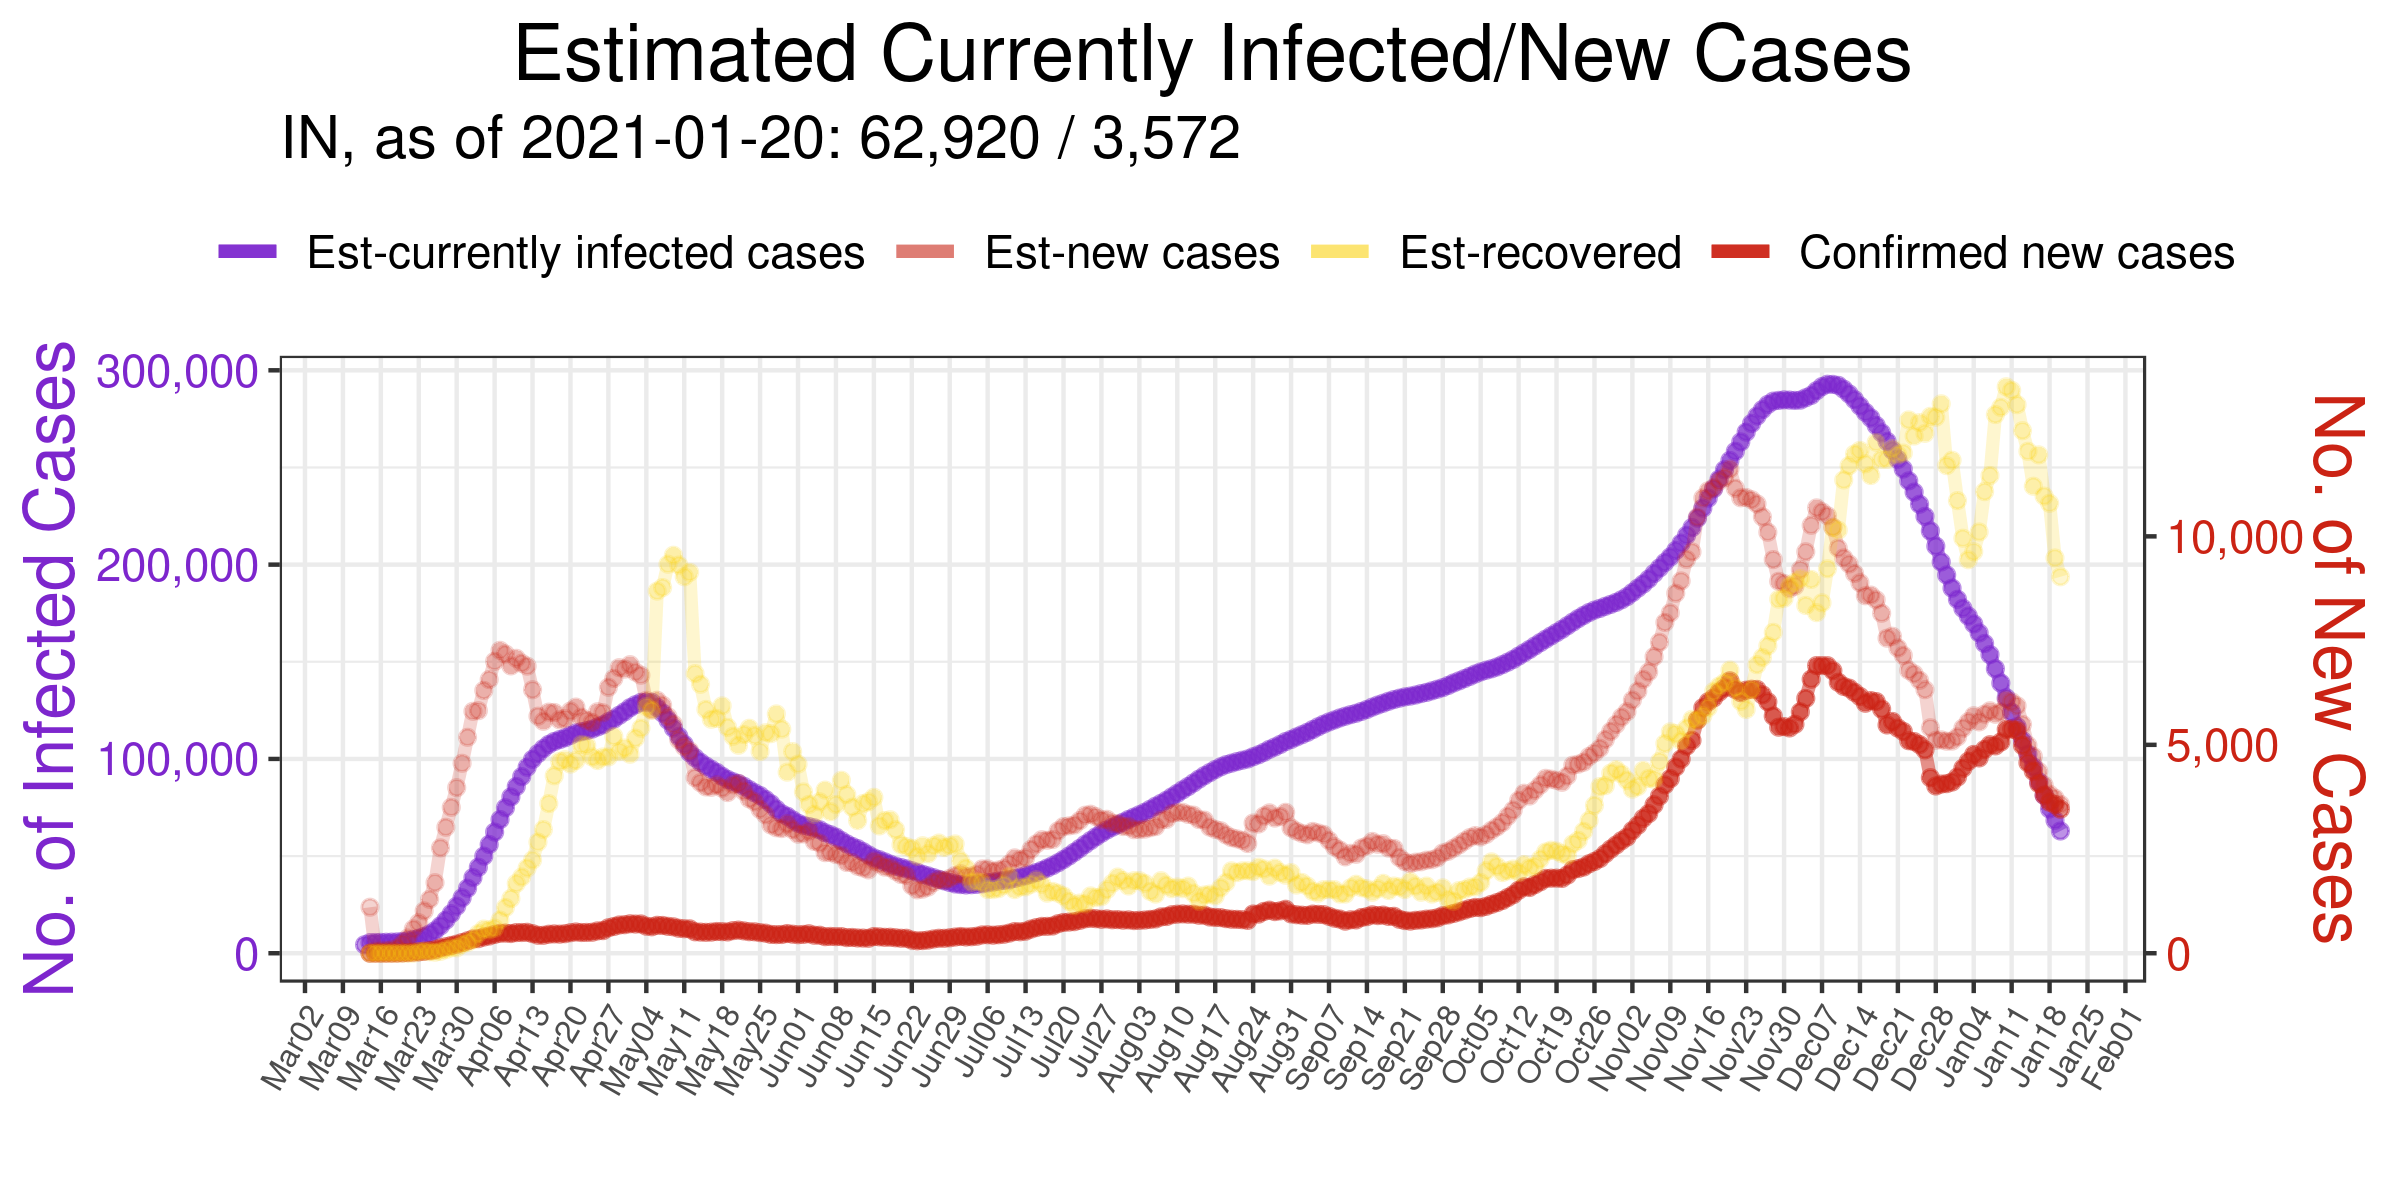 Estimated Currently Infected/New Cases
IN, as of 2021-01-20: 62,920 / 3,572
Est-currently infected cases Est-new cases Est-recovered Confirmed new cases
No. of Infected Cases
300,000
200,000
100,000
0
10,000
5,000
0
No. of New Cases
Mar02 Mar09 Mar16 Mar23 Mar30 Apr06 Apr13 Apr20 Apr27 May04 May11 May18 May25 Jun01 Jun08 Jun15 Jun22 Jun29 Jul06 Jul13 Jul20 Jul27 Aug03 Aug10 Aug17 Aug24 Aug31 Sep07 Sep14 Sep21 Sep28 Oct05 Oct12 Oct19 Oct26 Nov02 Nov09 Nov16 Nov23 Nov30 Dec07 Dec14 Dec21 Dec28 Jan04 Jan11 Jan18 Jan25 Feb01